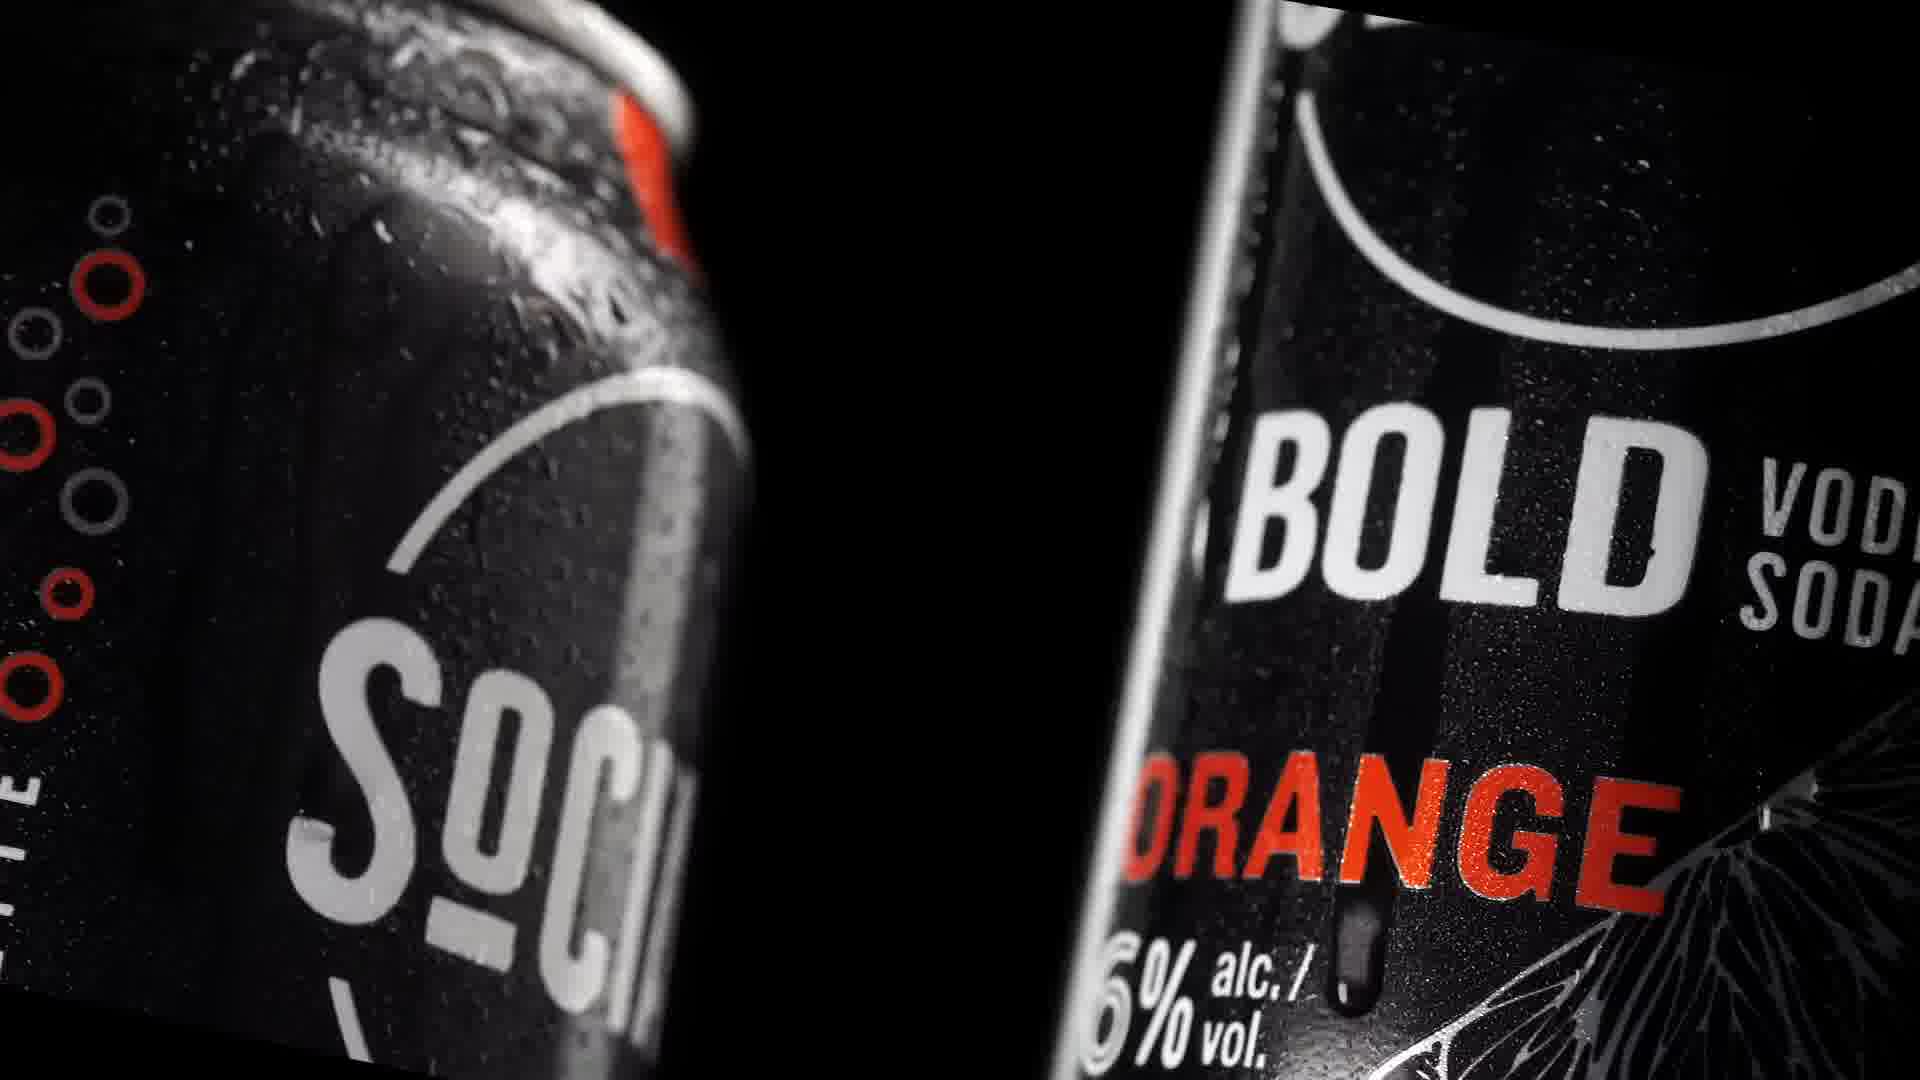 SOCI
BOLD
VOD
SODA
ORANGE
6% alc./
vol.